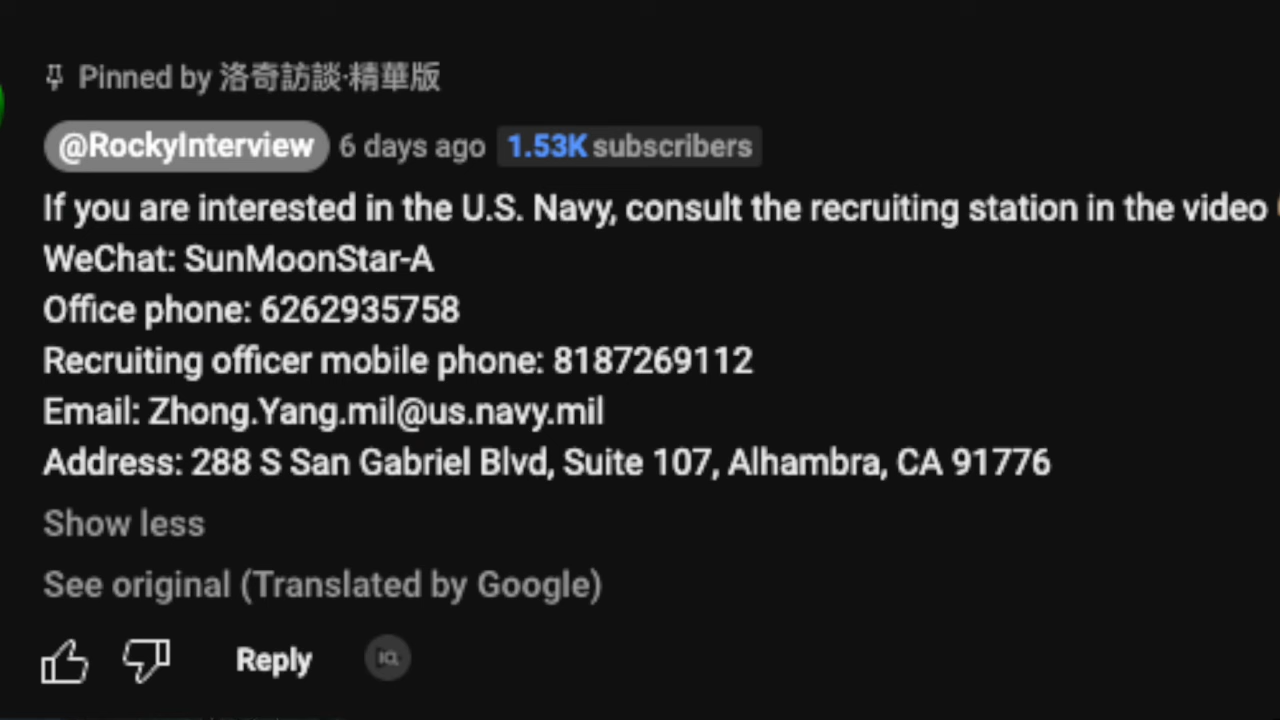 Pinned by 洛奇訪談·精華版
@RockyInterview 6 days ago 1.53K subscribers
If you are interested in the U.S. Navy, consult the recruiting station in the video
WeChat: SunMoonStar-A
Office phone: 6262935758
Recruiting officer mobile phone: 8187269112
Email: Zhong.Yang.mil@us.navy.mil
Address: 288 S San Gabriel Blvd, Suite 107, Alhambra, CA 91776
Show less
See original (Translated by Google)
Reply